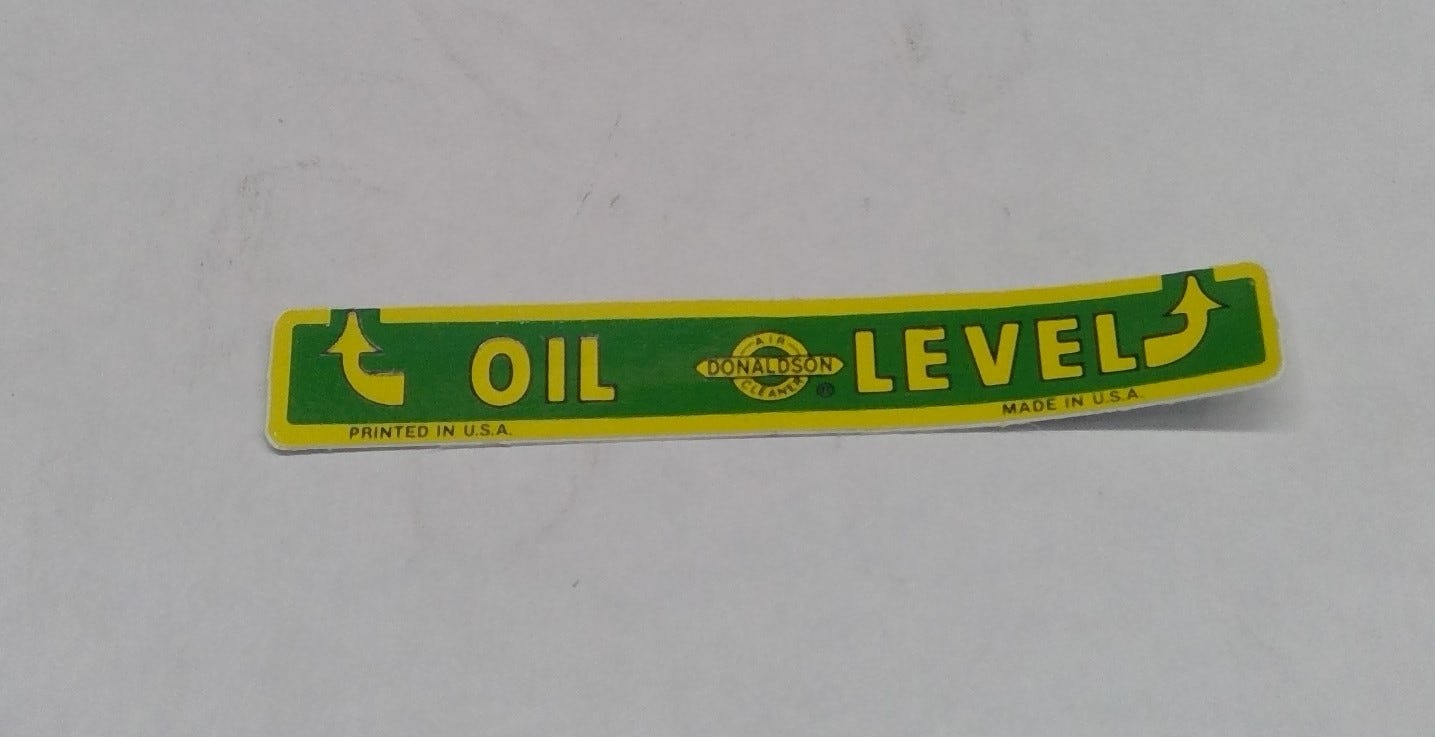 OIL
AIR
DONALDSON
CLEANER
®
LEVEL
PRINTED IN U.S.A.
MADE IN U.S.A.